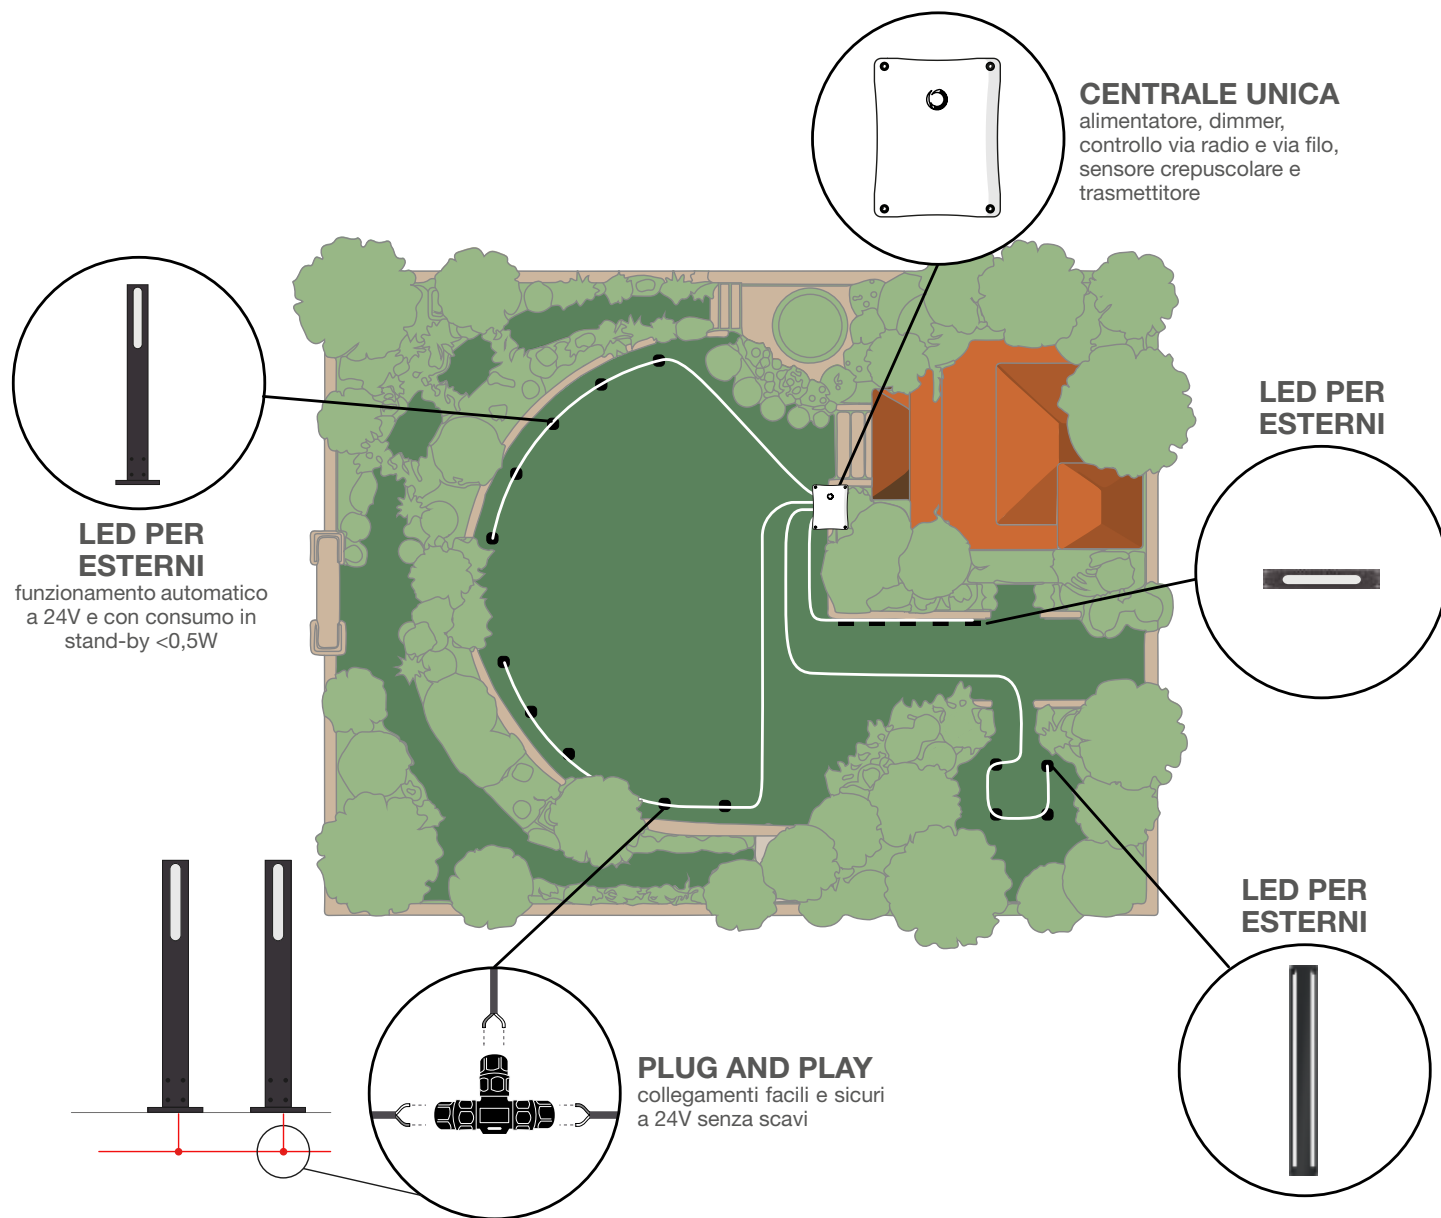 CENTRALE UNICA
alimentatore, dimmer,
controllo via radio e via filo,
sensore crepuscolare e
trasmettitore
LED PER
ESTERNI
LED PER
ESTERNI
funzionamento automatico
a 24V e con consumo in
stand-by <0,5W
LED PER
ESTERNI
PLUG AND PLAY
collegamenti facili e sicuri
a 24V senza scavi